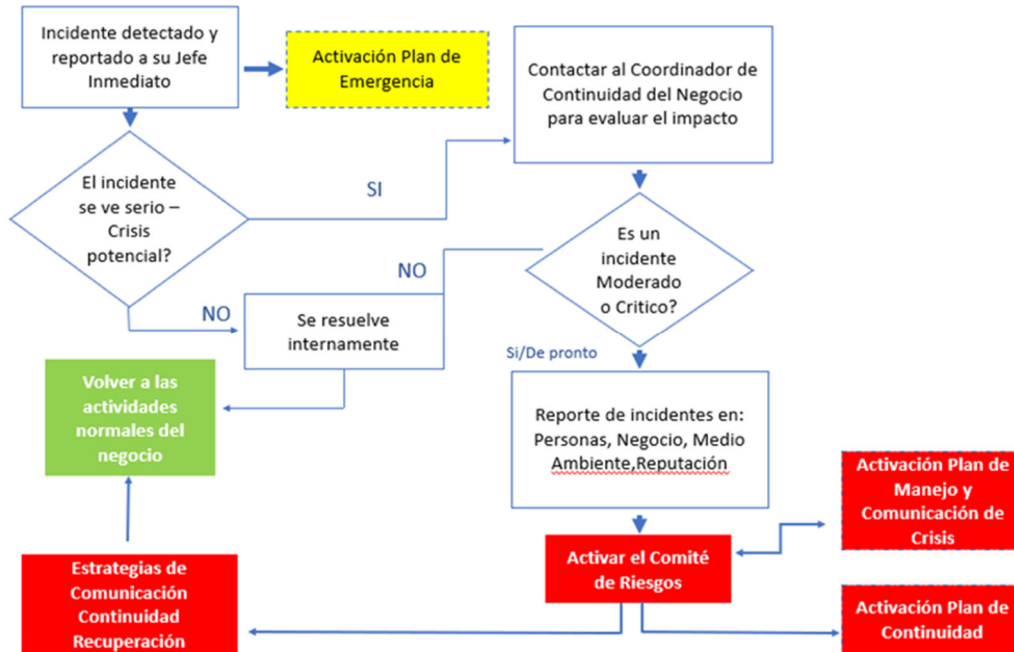 Incidente detectado y
reportado a su Jefe
Inmediato
Activación Plan de
Emergencia
Contactar al Coordinador de
Continuidad del Negocio
para evaluar el impacto
El incidente
se ve serio –
Crisis
potencial?
SI
NO
Es un
incidente
Moderado
o Critico?
NO
Se resuelve
internamente
Si/De pronto
Volver a las
actividades
normales del
negocio
Reporte de incidentes en:
Personas, Negocio, Medio
Ambiente,Reputación
Activación Plan de
Manejo y
Comunicación de
Crisis
Activar el Comité
de Riesgos
Estrategias de
Comunicación
Continuidad
Recuperación
Activación Plan de
Continuidad